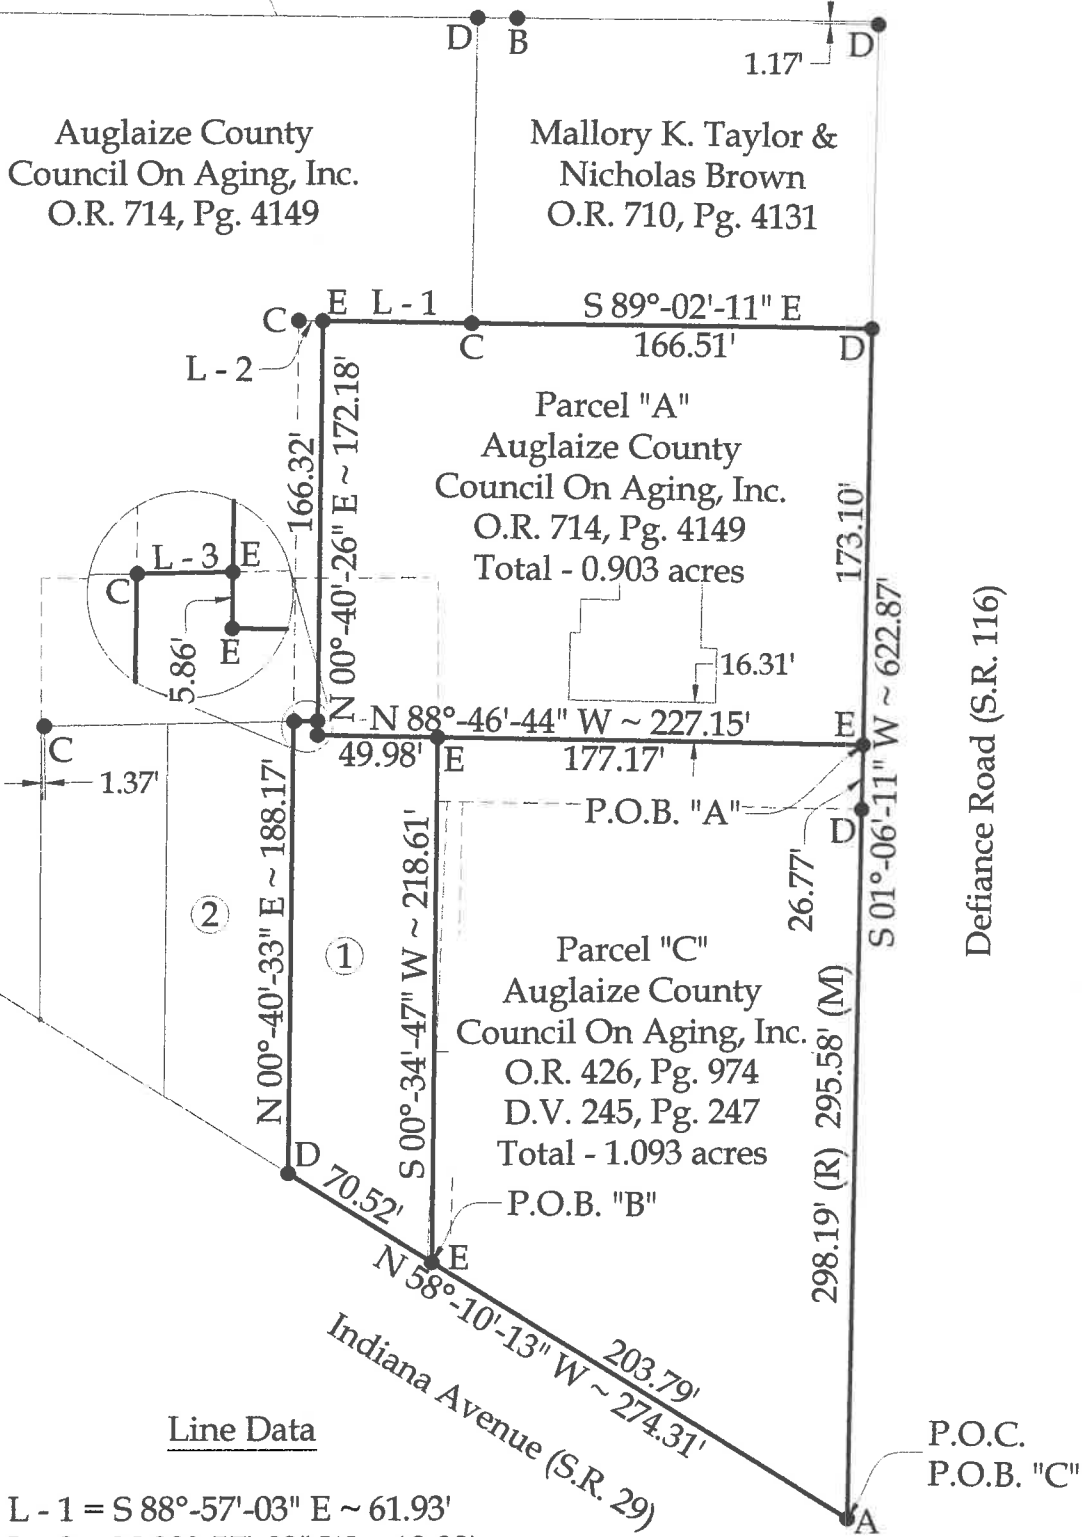 D
B
D
1.17'
Auglaize County
Council On Aging, Inc.
O.R. 714, Pg. 4149
Mallory K. Taylor &
Nicholas Brown
O.R. 710, Pg. 4131
C
E
L - 1
S 89°-02'-11" E
C
166.51'
D
L - 2
166.32'
N 00°-40'-26" E ~ 172.18'
Parcel "A"
Auglaize County
Council On Aging, Inc.
O.R. 714, Pg. 4149
Total - 0.903 acres
173.10'
S 01°-06'-11" W ~ 622.87'
Defiance Road (S.R. 116)
L - 3
E
C
E
5.86'
16.31'
N 88°-46'-44" W ~ 227.15'
E
C
49.98'
E
177.17'
1.37'
P.O.B. "A"
D
26.77'
N 00°-40'-33" E ~ 188.17'
S 00°-34'-47" W ~ 218.61'
2
1
Parcel "C"
Auglaize County
Council On Aging, Inc.
O.R. 426, Pg. 974
D.V. 245, Pg. 247
Total - 1.093 acres
298.19' (R) 295.58' (M)
D
70.52'
P.O.B. "B"
E
N 58°-10'-13" W ~ 274.31'
203.79'
Indiana Avenue (S.R. 29)
Line Data
P.O.C.
P.O.B. "C"
A
L - 1 = S 88°-57'-03" E ~ 61.93'